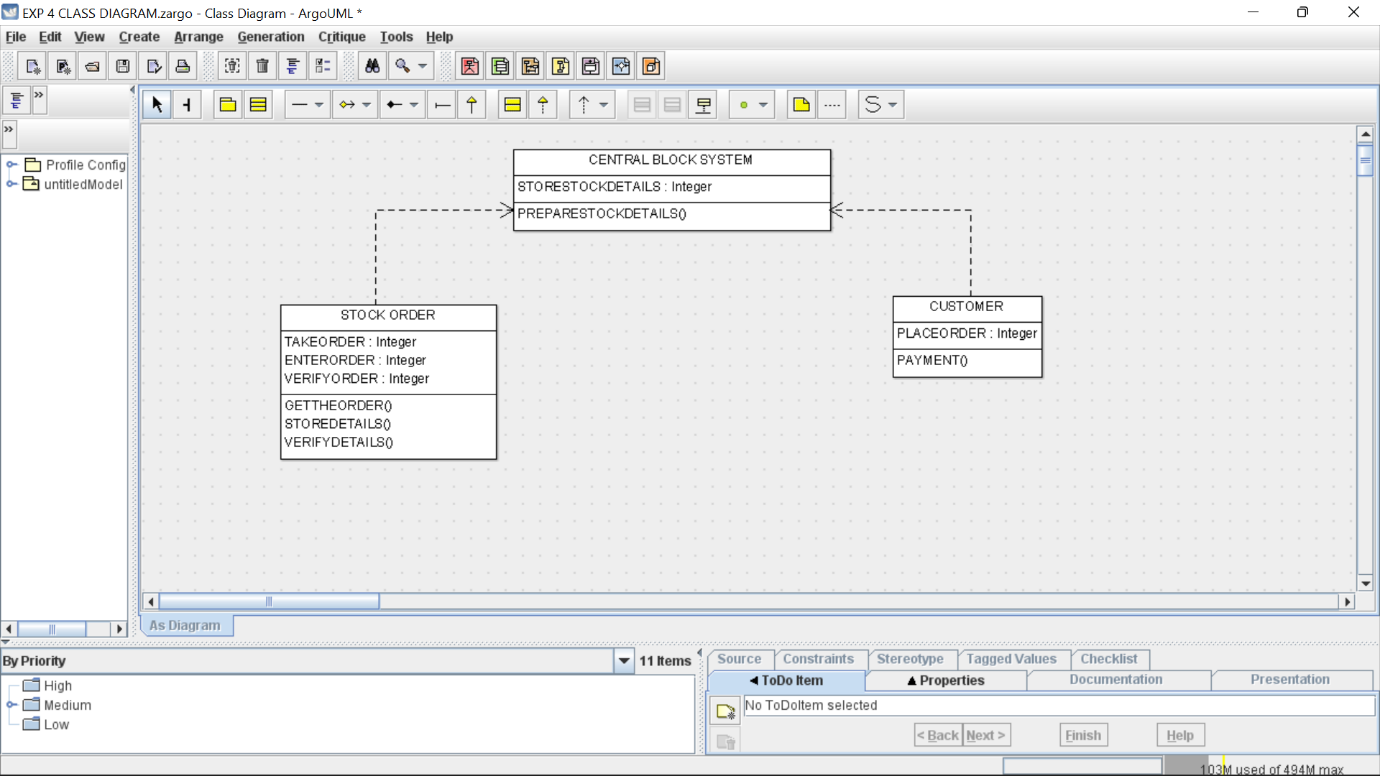 EXP 4 CLASS DIAGRAM.zargo - Class Diagram - ArgoUML *
File Edit View Create Arrange Generation Critique Tools Help
Profile Config
untitledModel
CENTRAL BLOCK SYSTEM
STORESTOCKDETAILS : Integer
PREPARESTOCKDETAILS()
STOCK ORDER
TAKEORDER : Integer
ENTERORDER : Integer
VERIFYORDER : Integer
GETTHEORDER()
STOREDETAILS()
VERIFYDETAILS()
CUSTOMER
PLACEORDER : Integer
PAYMENT()
As Diagram
By Priority
11 Items
High
Medium
Low
Source Constraints Stereotype Tagged Values Checklist
ToDo Item Properties Documentation Presentation
No ToDoItem selected
< Back Next > Finish Help
103M used of 494M max